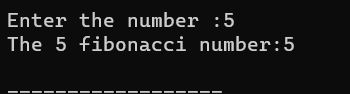 Enter the number :5
The 5 fibonacci number:5
--------------------